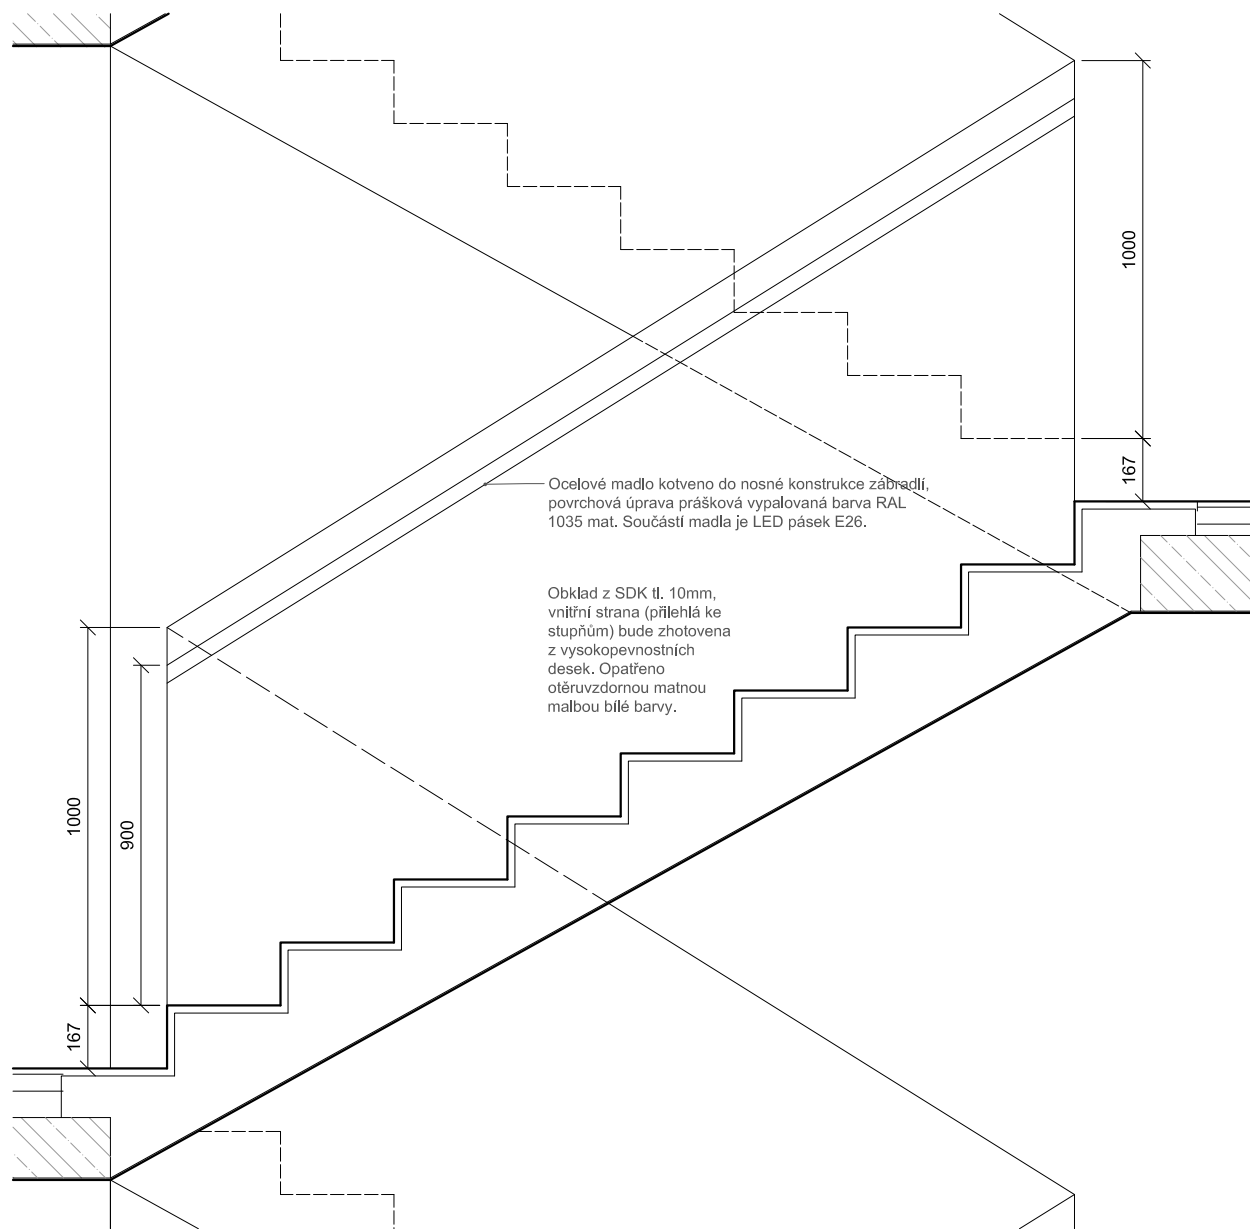 1000
167
Ocelové madlo kotveno do nosné konstrukce zábradlí,
povrchová úprava prášková vypalovaná barva RAL
1035 mat. Součástí madla je LED pásek E26.
Obklad z SDK tl. 10mm,
vnitřní strana (přilehlá ke
stupňům) bude zhotovena
z vysokopevnostních
desek. Opatřeno
otěruvzdornou matnou
malbou bílé barvy.
1000
900
167